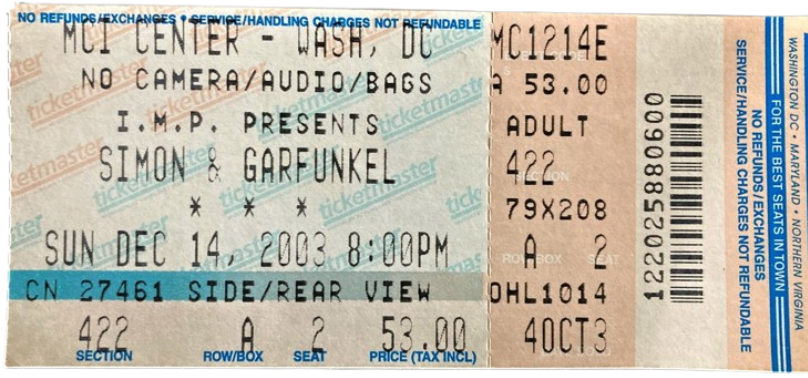 NO REFUNDS/EXCHANGES • SERVICE/HANDLING CHARGES NOT REFUNDABLE
MCI CENTER - WASH, DC
NO CAMERA/AUDIO/BAGS
I.M.P. PRESENTS
SIMON & GARFUNKEL
* * *
SUN DEC 14, 2003 8:00PM
CN 27461 SIDE/REAR VIEW
422 A 2 53.00
SECTION ROW/BOX SEAT PRICE (TAX INCL)
ticketmaster
MC1214E
A 53.00
ADULT
422
SECTION
79X208
A 2
ROW/BOX SEAT
OHL1014
4OCT3
122025880600
SERVICE/HANDLING CHARGES NOT REFUNDABLE
NO REFUNDS/EXCHANGES
FOR THE BEST SEATS IN TOWN
WASHINGTON DC • MARYLAND • NORTHERN VIRGINIA